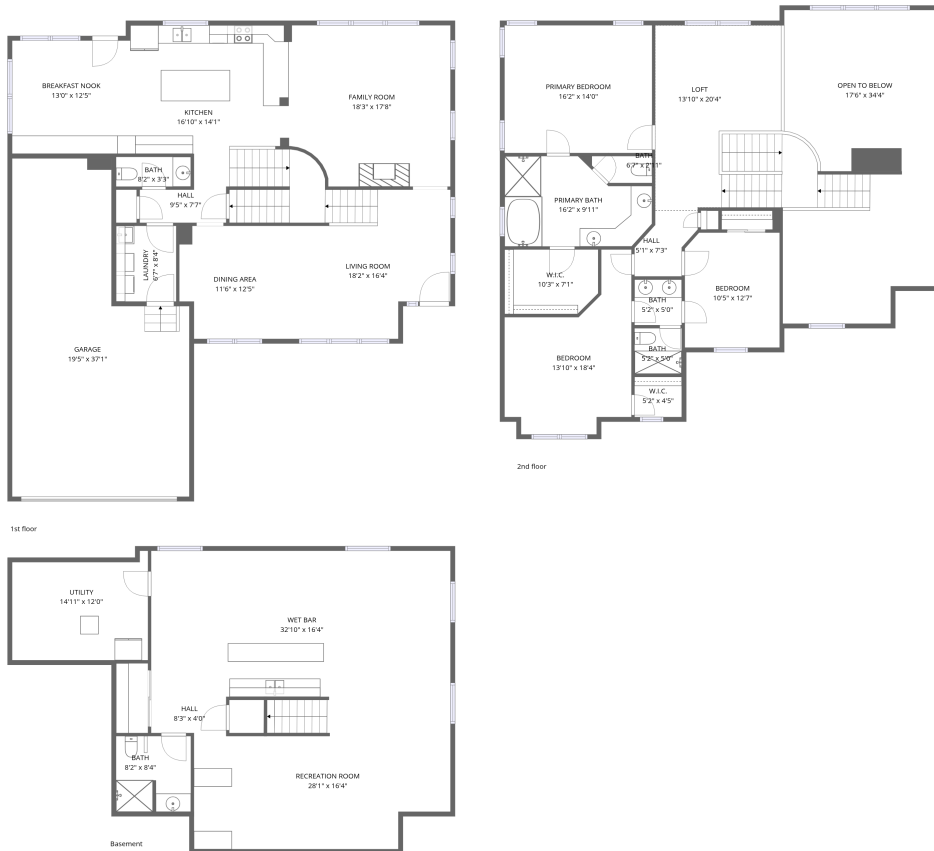 BREAKFAST NOOK
13'0" x 12'5"
KITCHEN
16'10" x 14'1"
FAMILY ROOM
18'3" x 17'8"
BATH
8'2" x 3'3"
HALL
9'5" x 7'7"
LAUNDRY
6'7" x 8'4"
DINING AREA
11'6" x 12'5"
LIVING ROOM
18'2" x 16'4"
GARAGE
19'5" x 37'1"
1st floor
PRIMARY BEDROOM
16'2" x 14'0"
LOFT
13'10" x 20'4"
OPEN TO BELOW
17'6" x 34'4"
BATH
PRIMARY BATH
16'2" x 9'11"
HALL
5'1" x 7'3"
W.I.C.
10'3" x 7'1"
BEDROOM
10'5" x 12'7"
BATH
5'2" x 5'0"
BATH
5'2" x 5'0"
BEDROOM
13'10" x 18'4"
W.I.C.
5'2" x 4'5"
2nd floor
UTILITY
14'11" x 12'0"
WET BAR
32'10" x 16'4"
HALL
8'3" x 4'0"
BATH
8'2" x 8'4"
RECREATION ROOM
28'1" x 16'4"
Basement